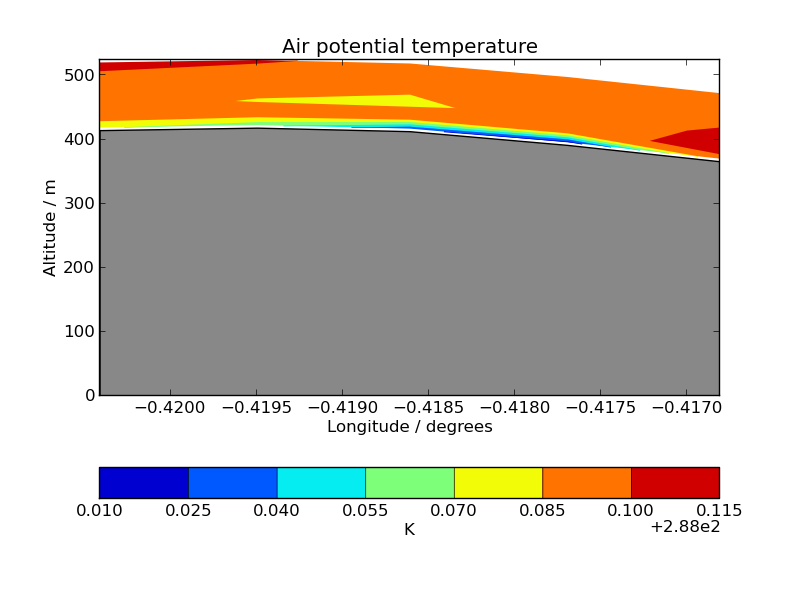 Air potential temperature
500
400
300
200
100
0
Altitude / m
−0.4200 −0.4195 −0.4190 −0.4185 −0.4180 −0.4175 −0.4170
Longitude / degrees
0.010 0.025 0.040 0.055 0.070 0.085 0.100 0.115
+2.88e2
K